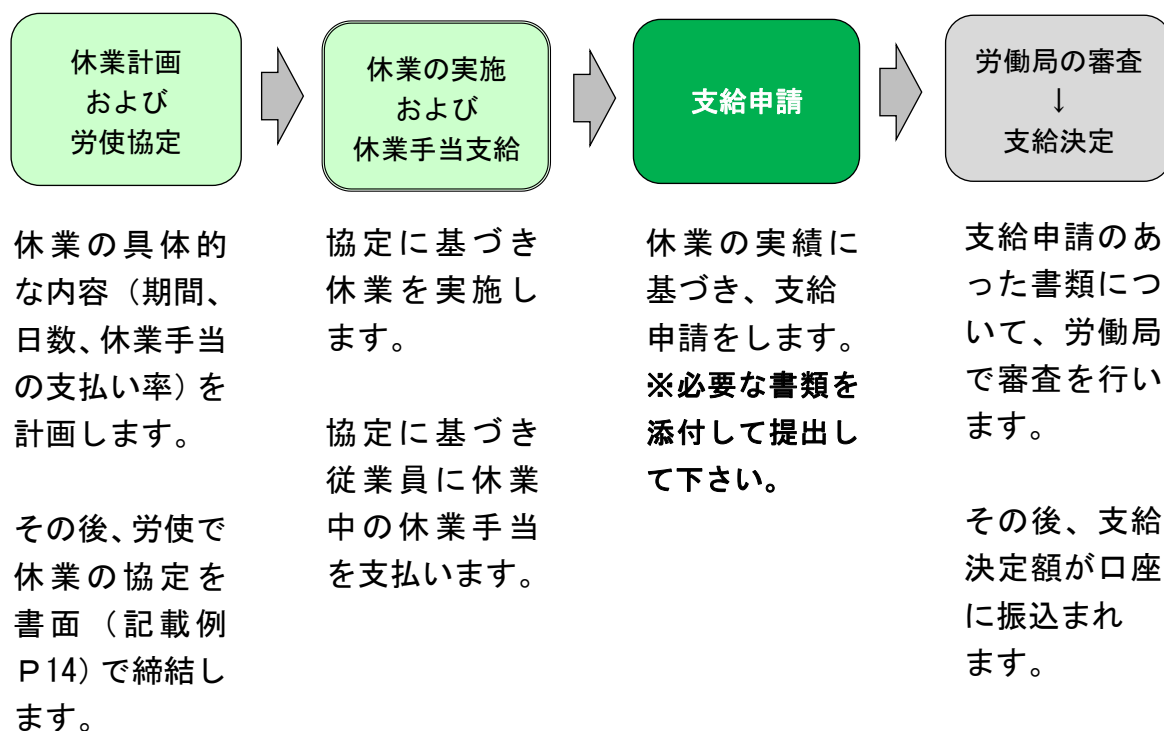 休業計画
および
労使協定
休業の実施
および
休業手当支給
支給申請
労働局の審査
↓
支給決定
休業の具体的
な内容（期間、
日数、休業手当
の支払い率）を
計画します。
その後、労使で
休業の協定を
書面（記載例
Ｐ14）で締結し
ます。
協定に基づき
休業を実施し
ます。
協定に基づき
従業員に休業
中の休業手当
を支払います。
休業の実績に
基づき、支給
申請をします。
※必要な書類を
添付して提出し
て下さい。
支給申請のあ
った書類につ
いて、労働局
で審査を行い
ます。
その後、支給
決定額が口座
に振込まれ
ます。